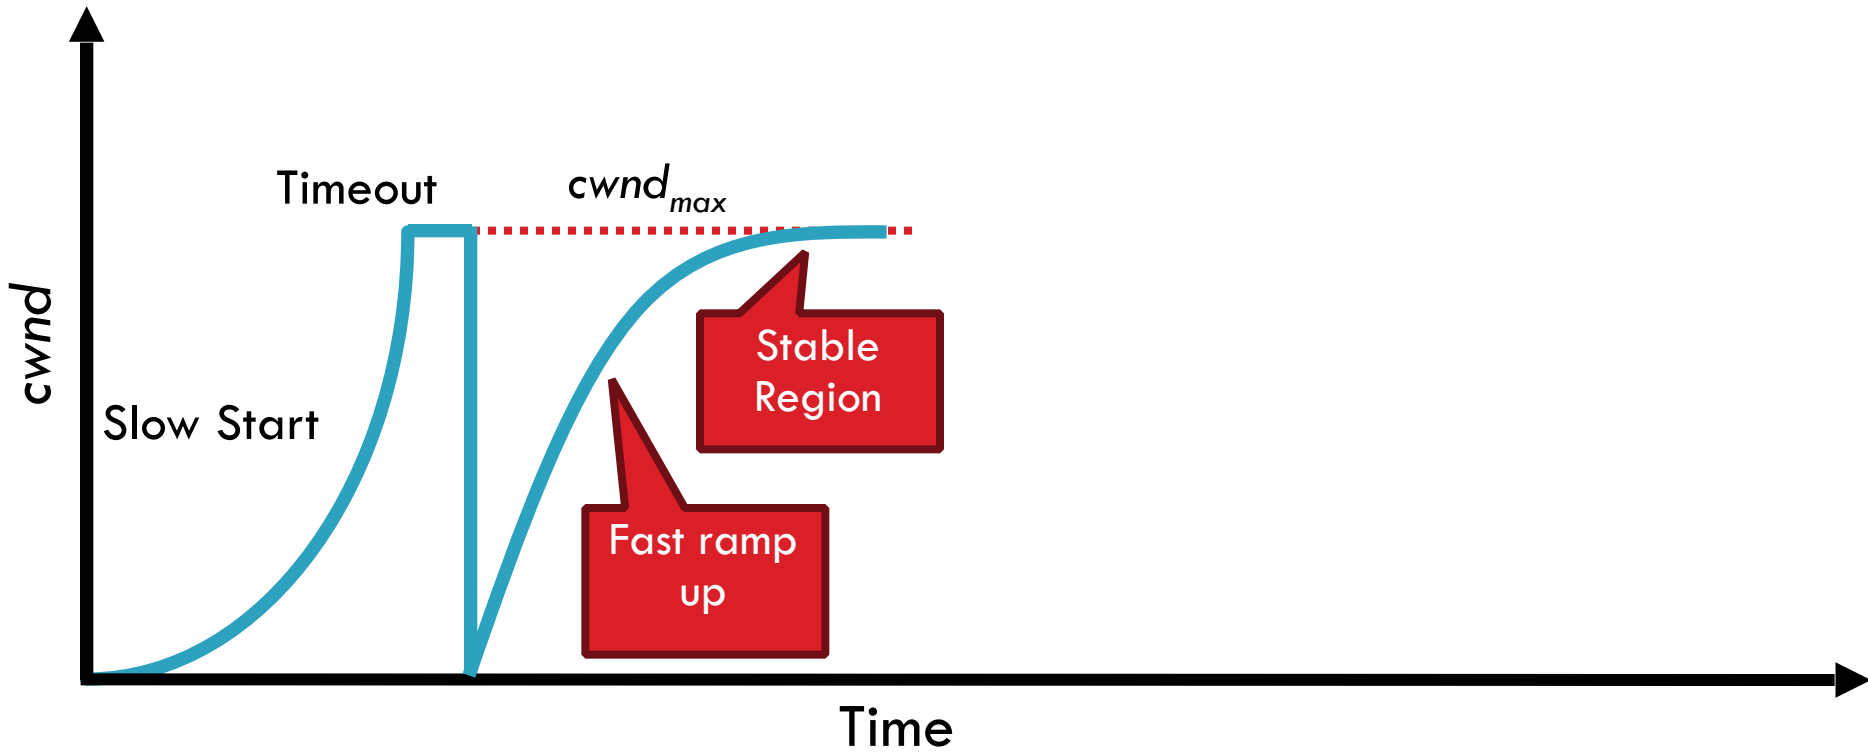 Timeout
cwnd_max
cwnd
Slow Start
Stable
Region
Fast ramp
up
Time